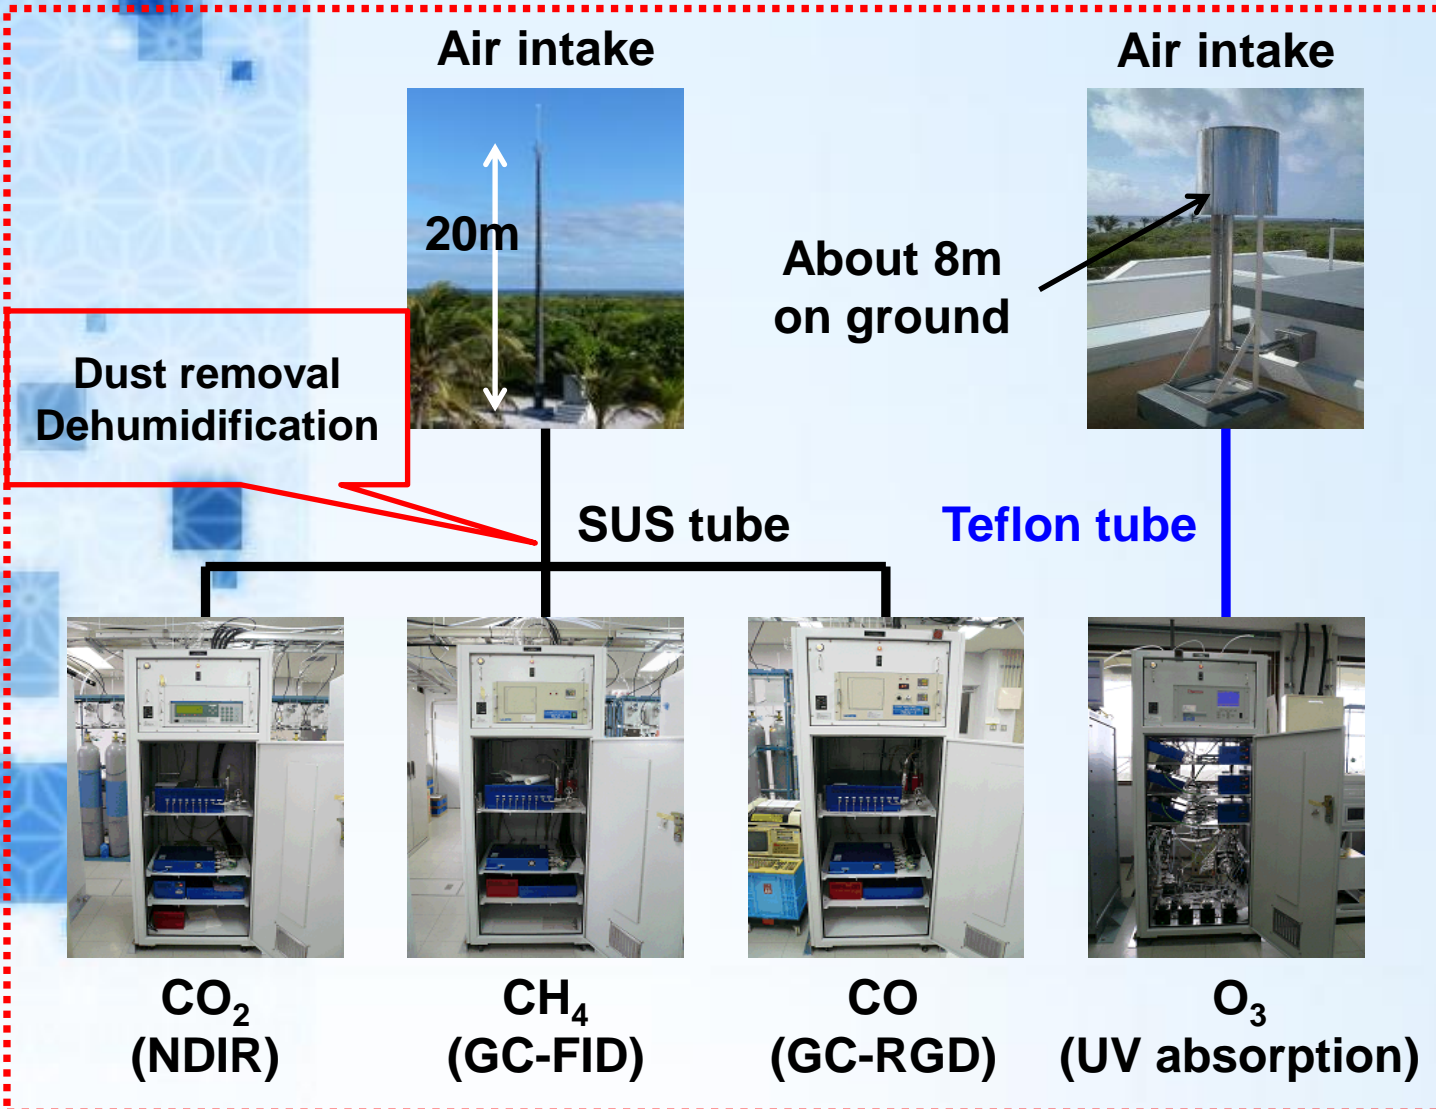 Air intake
Air intake
20m
About 8m
on ground
Dust removal
Dehumidification
SUS tube
Teflon tube
CO₂
(NDIR)
CH₄
(GC-FID)
CO
(GC-RGD)
O₃
(UV absorption)